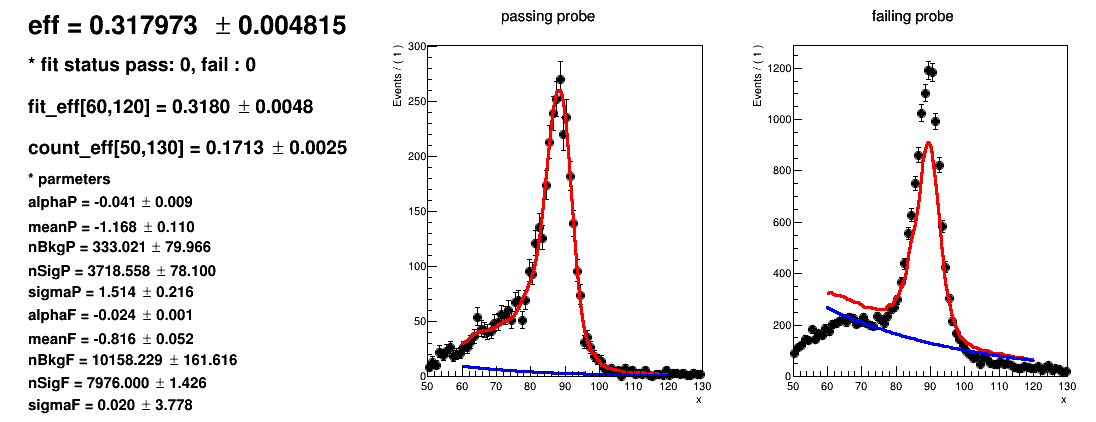 eff = 0.317973 ± 0.004815
* fit status pass: 0, fail : 0
fit_eff[60,120] = 0.3180 ± 0.0048
count_eff[50,130] = 0.1713 ± 0.0025
* parmeters
alphaP = -0.041 ± 0.009
meanP = -1.168 ± 0.110
nBkgP = 333.021 ± 79.966
nSigP = 3718.558 ± 78.100
sigmaP = 1.514 ± 0.216
alphaF = -0.024 ± 0.001
meanF = -0.816 ± 0.052
nBkgF = 10158.229 ± 161.616
nSigF = 7976.000 ± 1.426
sigmaF = 0.020 ± 3.778
passing probe
Events / ( 1 )
300
250
200
150
100
50
0
50 60 70 80 90 100 110 120 130
x
failing probe
Events / ( 1 )
1200
1000
800
600
400
200
0
50 60 70 80 90 100 110 120 130
x